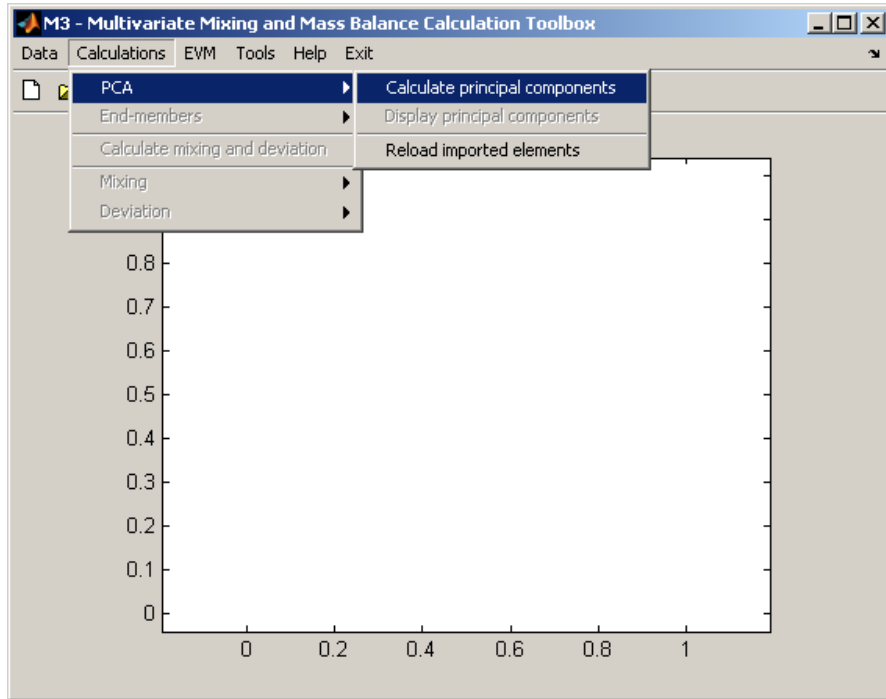 M3 - Multivariate Mixing and Mass Balance Calculation Toolbox
Data Calculations EVM Tools Help Exit
PCA
End-members
Calculate mixing and deviation
Mixing
Deviation
Calculate principal components
Display principal components
Reload imported elements
0.8
0.7
0.6
0.5
0.4
0.3
0.2
0.1
0
0 0.2 0.4 0.6 0.8 1